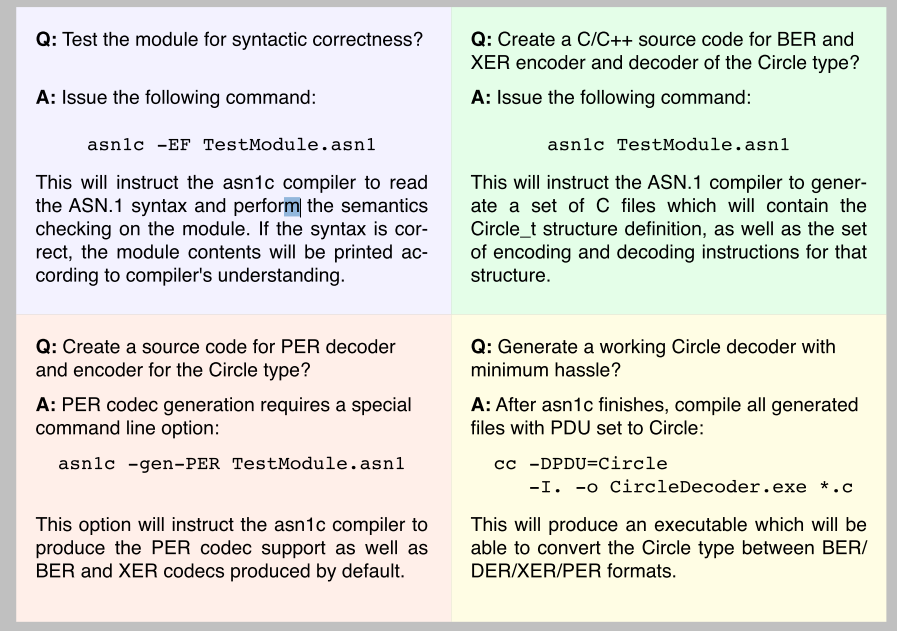 Q: Test the module for syntactic correctness?
A: Issue the following command:
asn1c -EF TestModule.asn1
This will instruct the asn1c compiler to read
the ASN.1 syntax and perform the semantics
checking on the module. If the syntax is cor-
rect, the module contents will be printed ac-
cording to compiler's understanding.
Q: Create a C/C++ source code for BER and
XER encoder and decoder of the Circle type?
A: Issue the following command:
asn1c TestModule.asn1
This will instruct the ASN.1 compiler to gener-
ate a set of C files which will contain the
Circle_t structure definition, as well as the set
of encoding and decoding instructions for that
structure.
Q: Create a source code for PER decoder
and encoder for the Circle type?
A: PER codec generation requires a special
command line option:
asn1c -gen-PER TestModule.asn1
This option will instruct the asn1c compiler to
produce the PER codec support as well as
BER and XER codecs produced by default.
Q: Generate a working Circle decoder with
minimum hassle?
A: After asn1c finishes, compile all generated
files with PDU set to Circle:
cc -DPDU=Circle
-I. -o CircleDecoder.exe *.c
This will produce an executable which will be
able to convert the Circle type between BER/
DER/XER/PER formats.